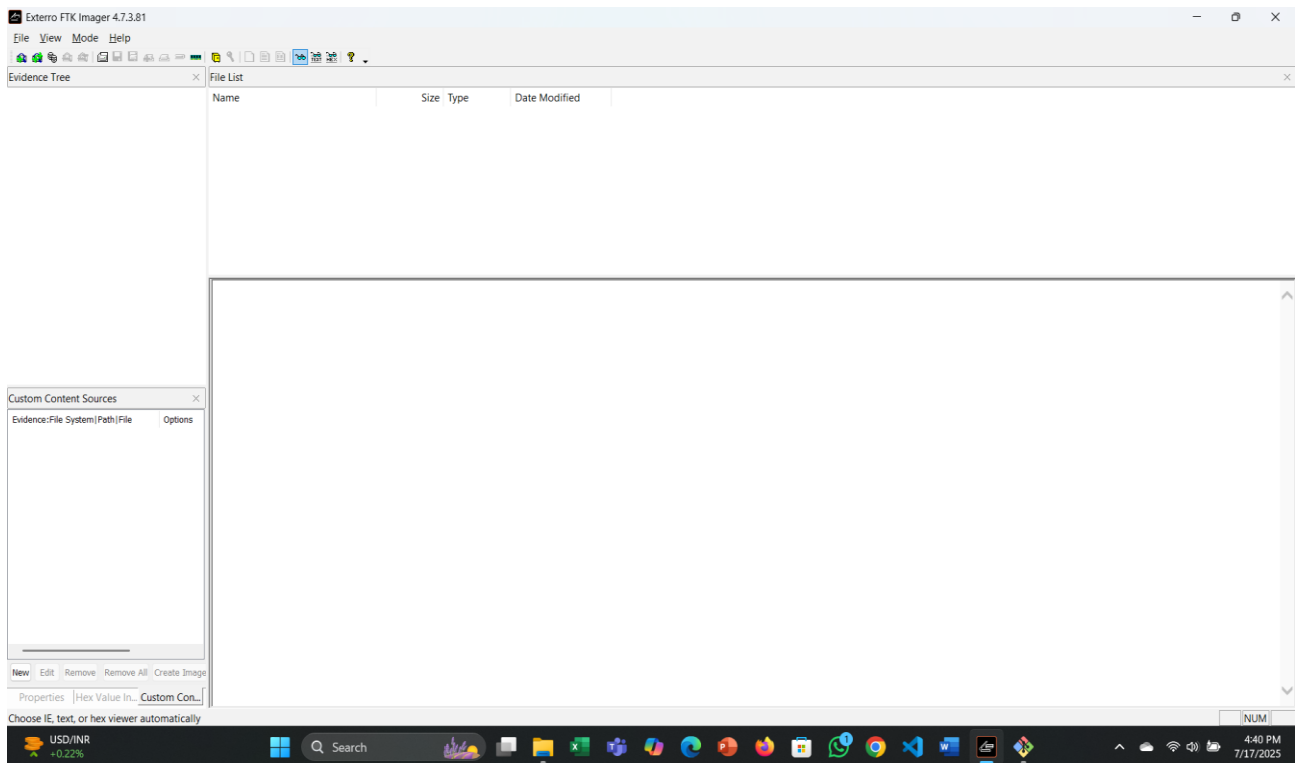 Exterro FTK Imager 4.7.3.81
File View Mode Help
Evidence Tree
File List
Name Size Type Date Modified
Custom Content Sources
Evidence:File System|Path|File Options
New Edit Remove Remove All Create Image
Properties Hex Value In... Custom Con...
Choose IE, text, or hex viewer automatically
NUM
USD/INR
+0.22%
Search
1
4:40 PM
7/17/2025